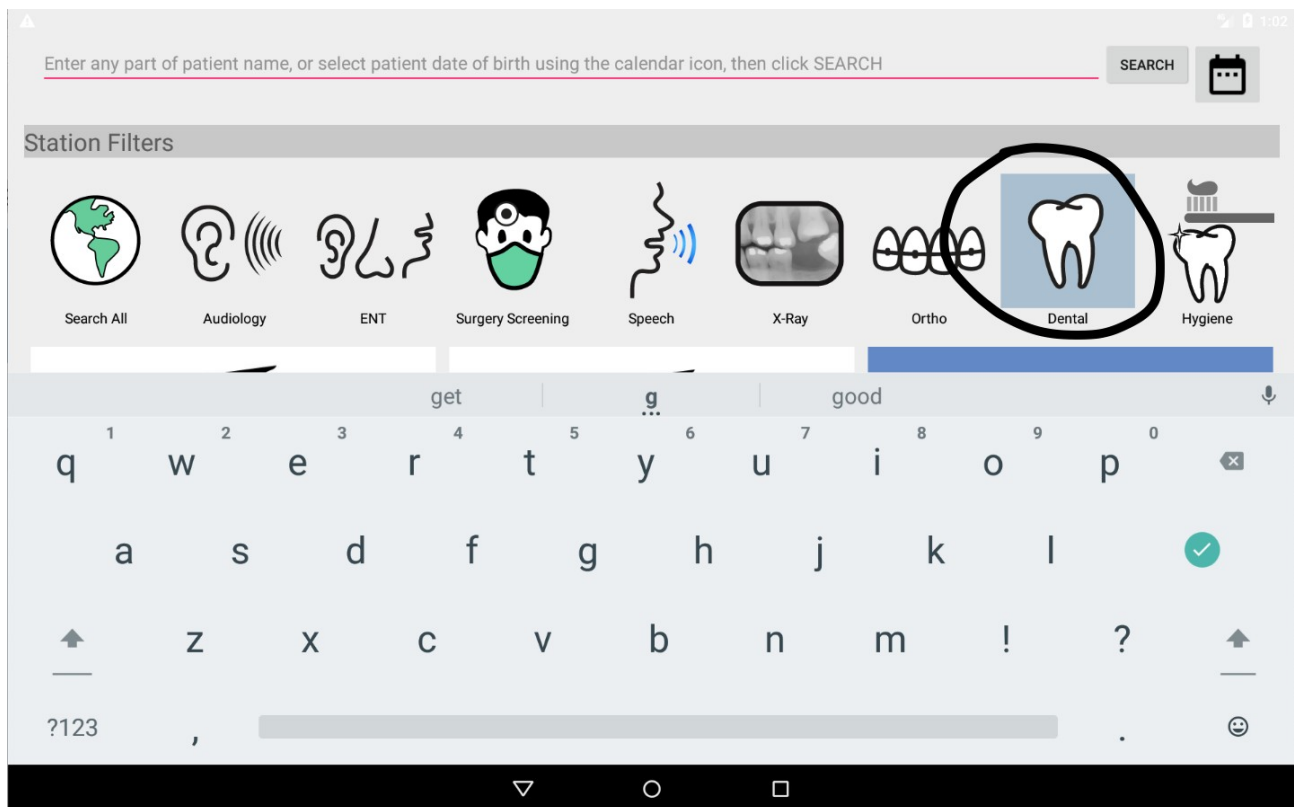 1:02
Enter any part of patient name, or select patient date of birth using the calendar icon, then click SEARCH
SEARCH
Station Filters
Search All Audiology ENT Surgery Screening Speech X-Ray Ortho Dental Hygiene
get g good
1 2 3 4 5 6 7 8 9 0
q w e r t y u i o p
a s d f g h j k l
z x c v b n m ! ?
?123 , .